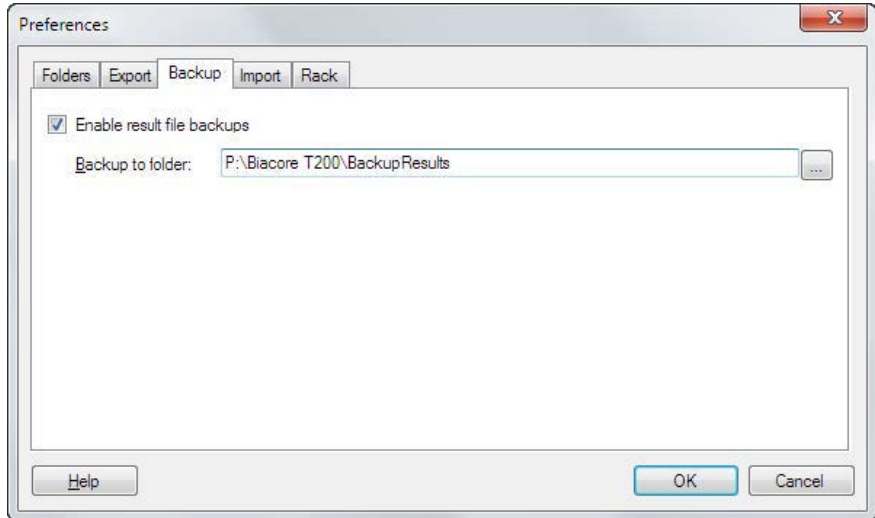 Preferences
Folders Export Backup Import Rack
Enable result file backups
Backup to folder: P:\Biacore T200\BackupResults ...
Help OK Cancel